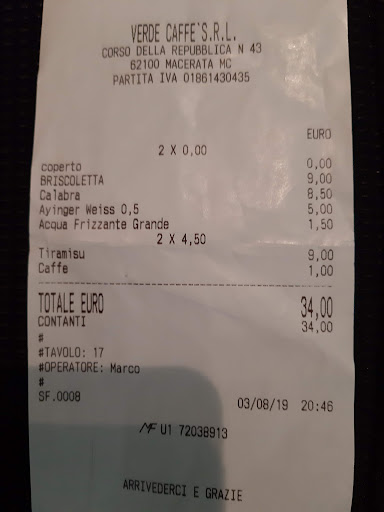 VERDE CAFFE`S.R.L.
CORSO DELLA REPUBBLICA N 43
62100 MACERATA MC
PARTITA IVA 01861430435
EURO
2 X 0,00
coperto 0,00
BRISCOLETTA 9,00
Calabra 8,50
Ayinger Weiss 0,5 5,00
Acqua Frizzante Grande 1,50
2 X 4,50
Tiramisu 9,00
Caffe 1,00
TOTALE EURO 34,00
CONTANTI 34,00
#
#TAVOLO: 17
#OPERATORE: Marco
#
SF.0008 03/08/19 20:46
MF U1 72038913
ARRIVEDERCI E GRAZIE